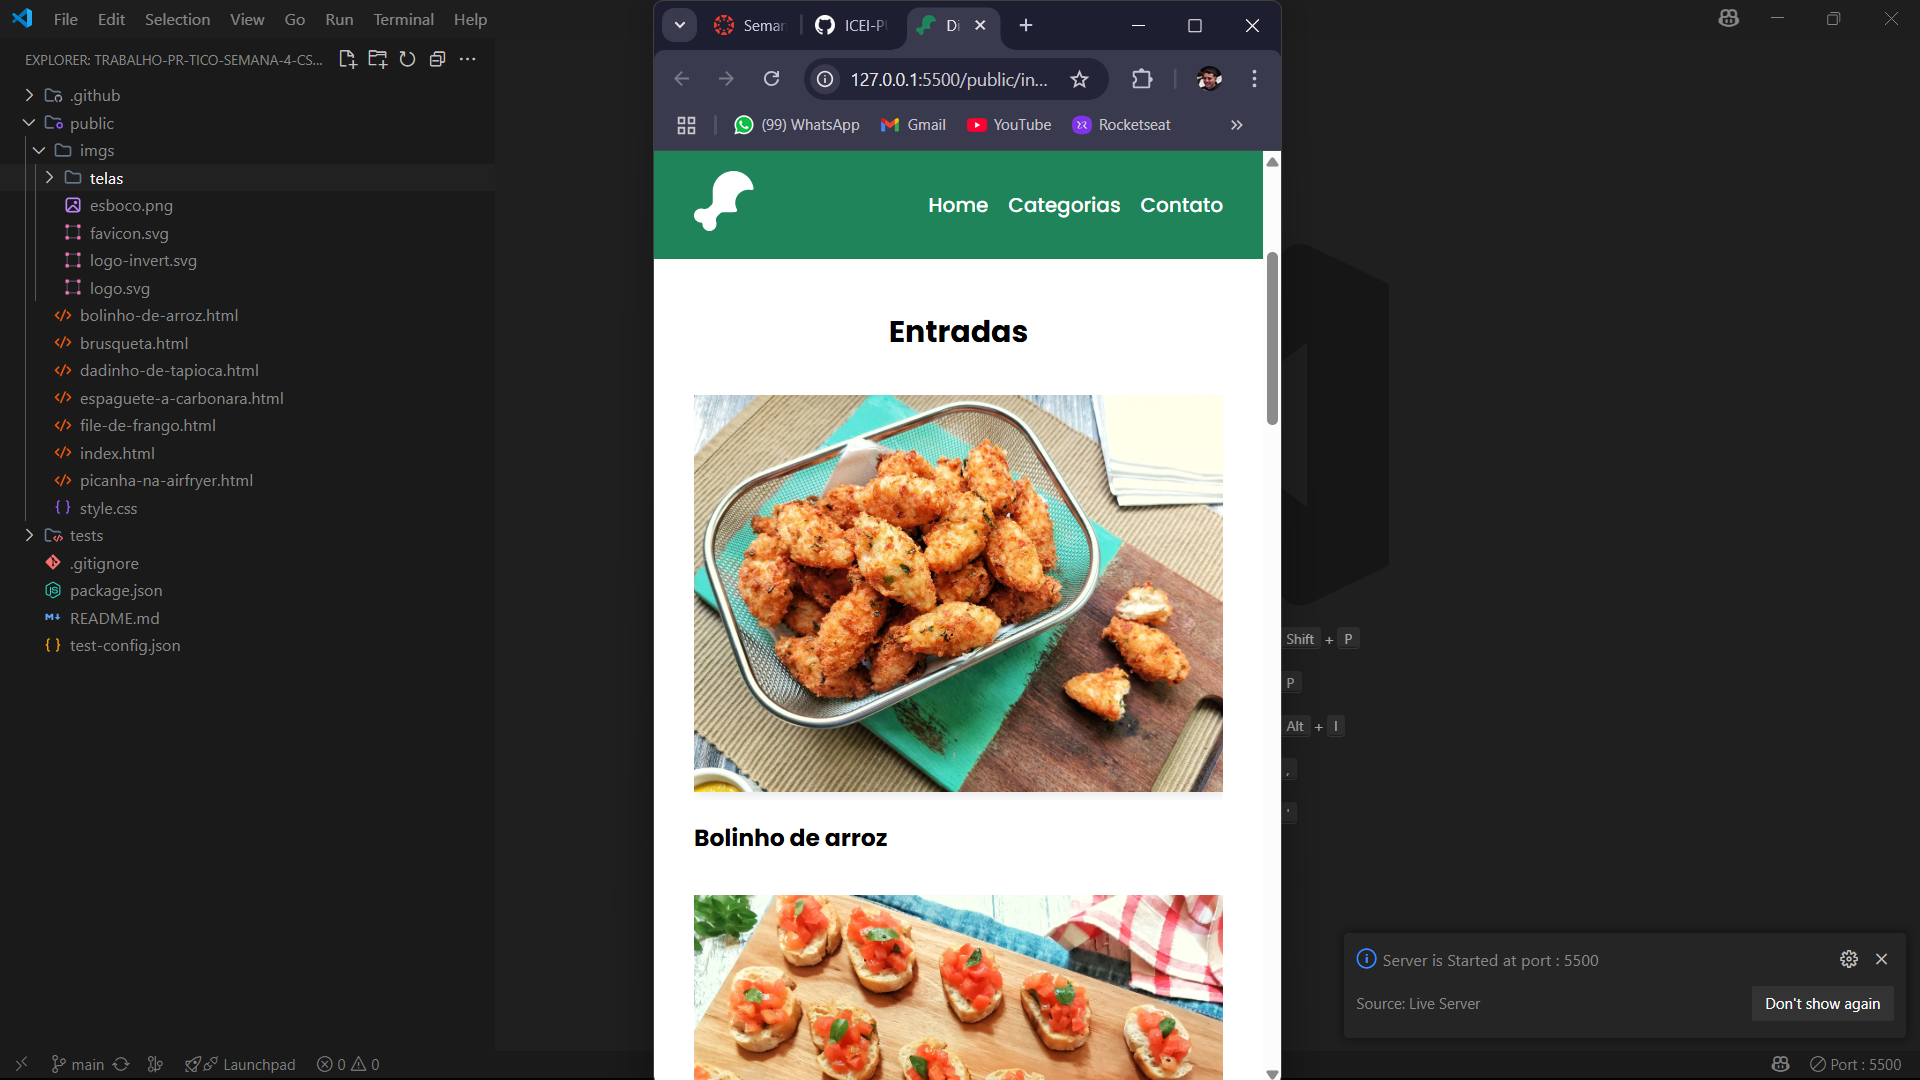 File Edit Selection View Go Run Terminal Help
EXPLORER: TRABALHO-PR-TICO-SEMANA-4-CS...
.github
public
imgs
telas
esboco.png
favicon.svg
logo-invert.svg
logo.svg
bolinho-de-arroz.html
brusqueta.html
dadinho-de-tapioca.html
espaguete-a-carbonara.html
file-de-frango.html
index.html
picanha-na-airfryer.html
style.css
tests
.gitignore
package.json
README.md
test-config.json
main
Launchpad
0 0
Seman ICEI-P Di
127.0.0.1:5500/public/in...
(99) WhatsApp Gmail YouTube Rocketseat
Home Categorias Contato
Entradas
Bolinho de arroz
Shift + P
P
Alt + I
,
'
Server is Started at port : 5500
Source: Live Server
Don't show again
Port : 5500